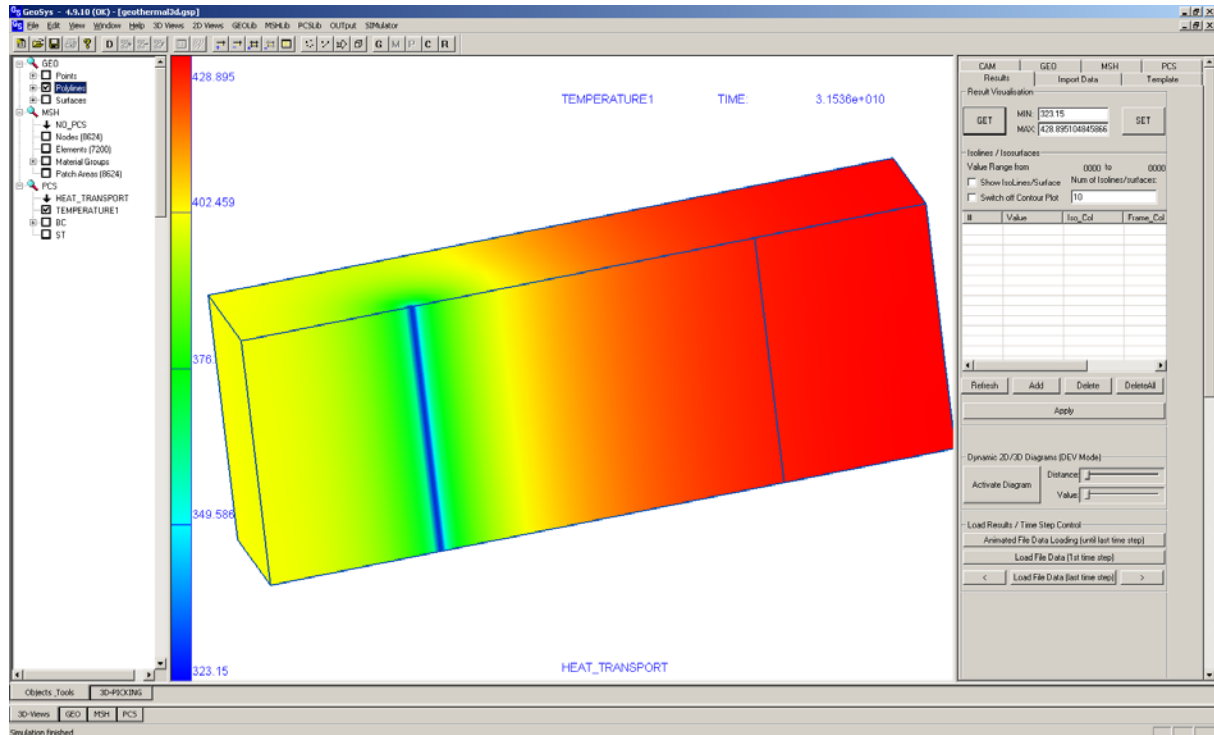 GeoSys - 4.9.10 (OK) - [geothermal3d.gsp]
File Edit View Window Help 3D Views 2D Views GEOLib MSHLib PCSLib OUTput SIMulator
D G M P C R
GEO
Points
Polylines
Surfaces
MSH
NO_PCS
Nodes (8624)
Elements (7200)
Material Groups
Patch Areas (8624)
PCS
HEAT_TRANSPORT
TEMPERATURE1
BC
ST
428.895
402.459
376
349.586
323.15
TEMPERATURE1 TIME: 3.1536e+010
HEAT_TRANSPORT
CAM GEO MSH PCS
Results Import Data Template
Result Visualisation
GET MIN: 323.15 SET
MAX: 428.895104845866
Isolines / Isosurfaces
Value Range from 0000 to 0000
Show IsoLines/Surface Num of Isolines/surfaces:
Switch off Contour Plot 10
# Value Iso_Col Frame_Col
Refresh Add Delete DeleteAll
Apply
Dynamic 2D/3D Diagrams (DEV Mode)
Activate Diagram Distance:
Value:
Load Results / Time Step Control
Animated File Data Loading (until last time step)
Load File Data (1st time step)
< Load File Data (last time step) >
Objects _Tools 3D-PICKING
3D-Views GEO MSH PCS
Simulation finished